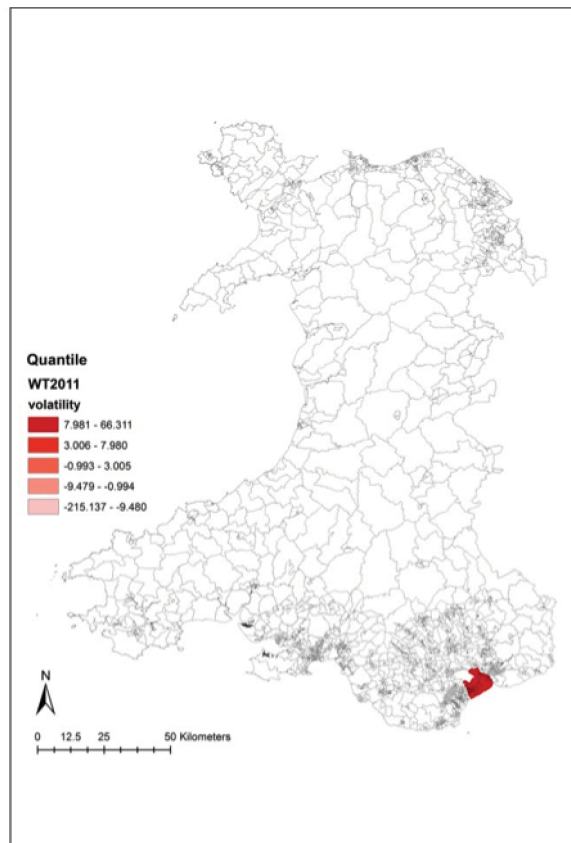 Quantile
WT2011
volatility
7.981 - 66.311
3.006 - 7.980
-0.993 - 3.005
-9.479 - -0.994
-215.137 - -9.480
N
0 12.5 25 50 Kilometers